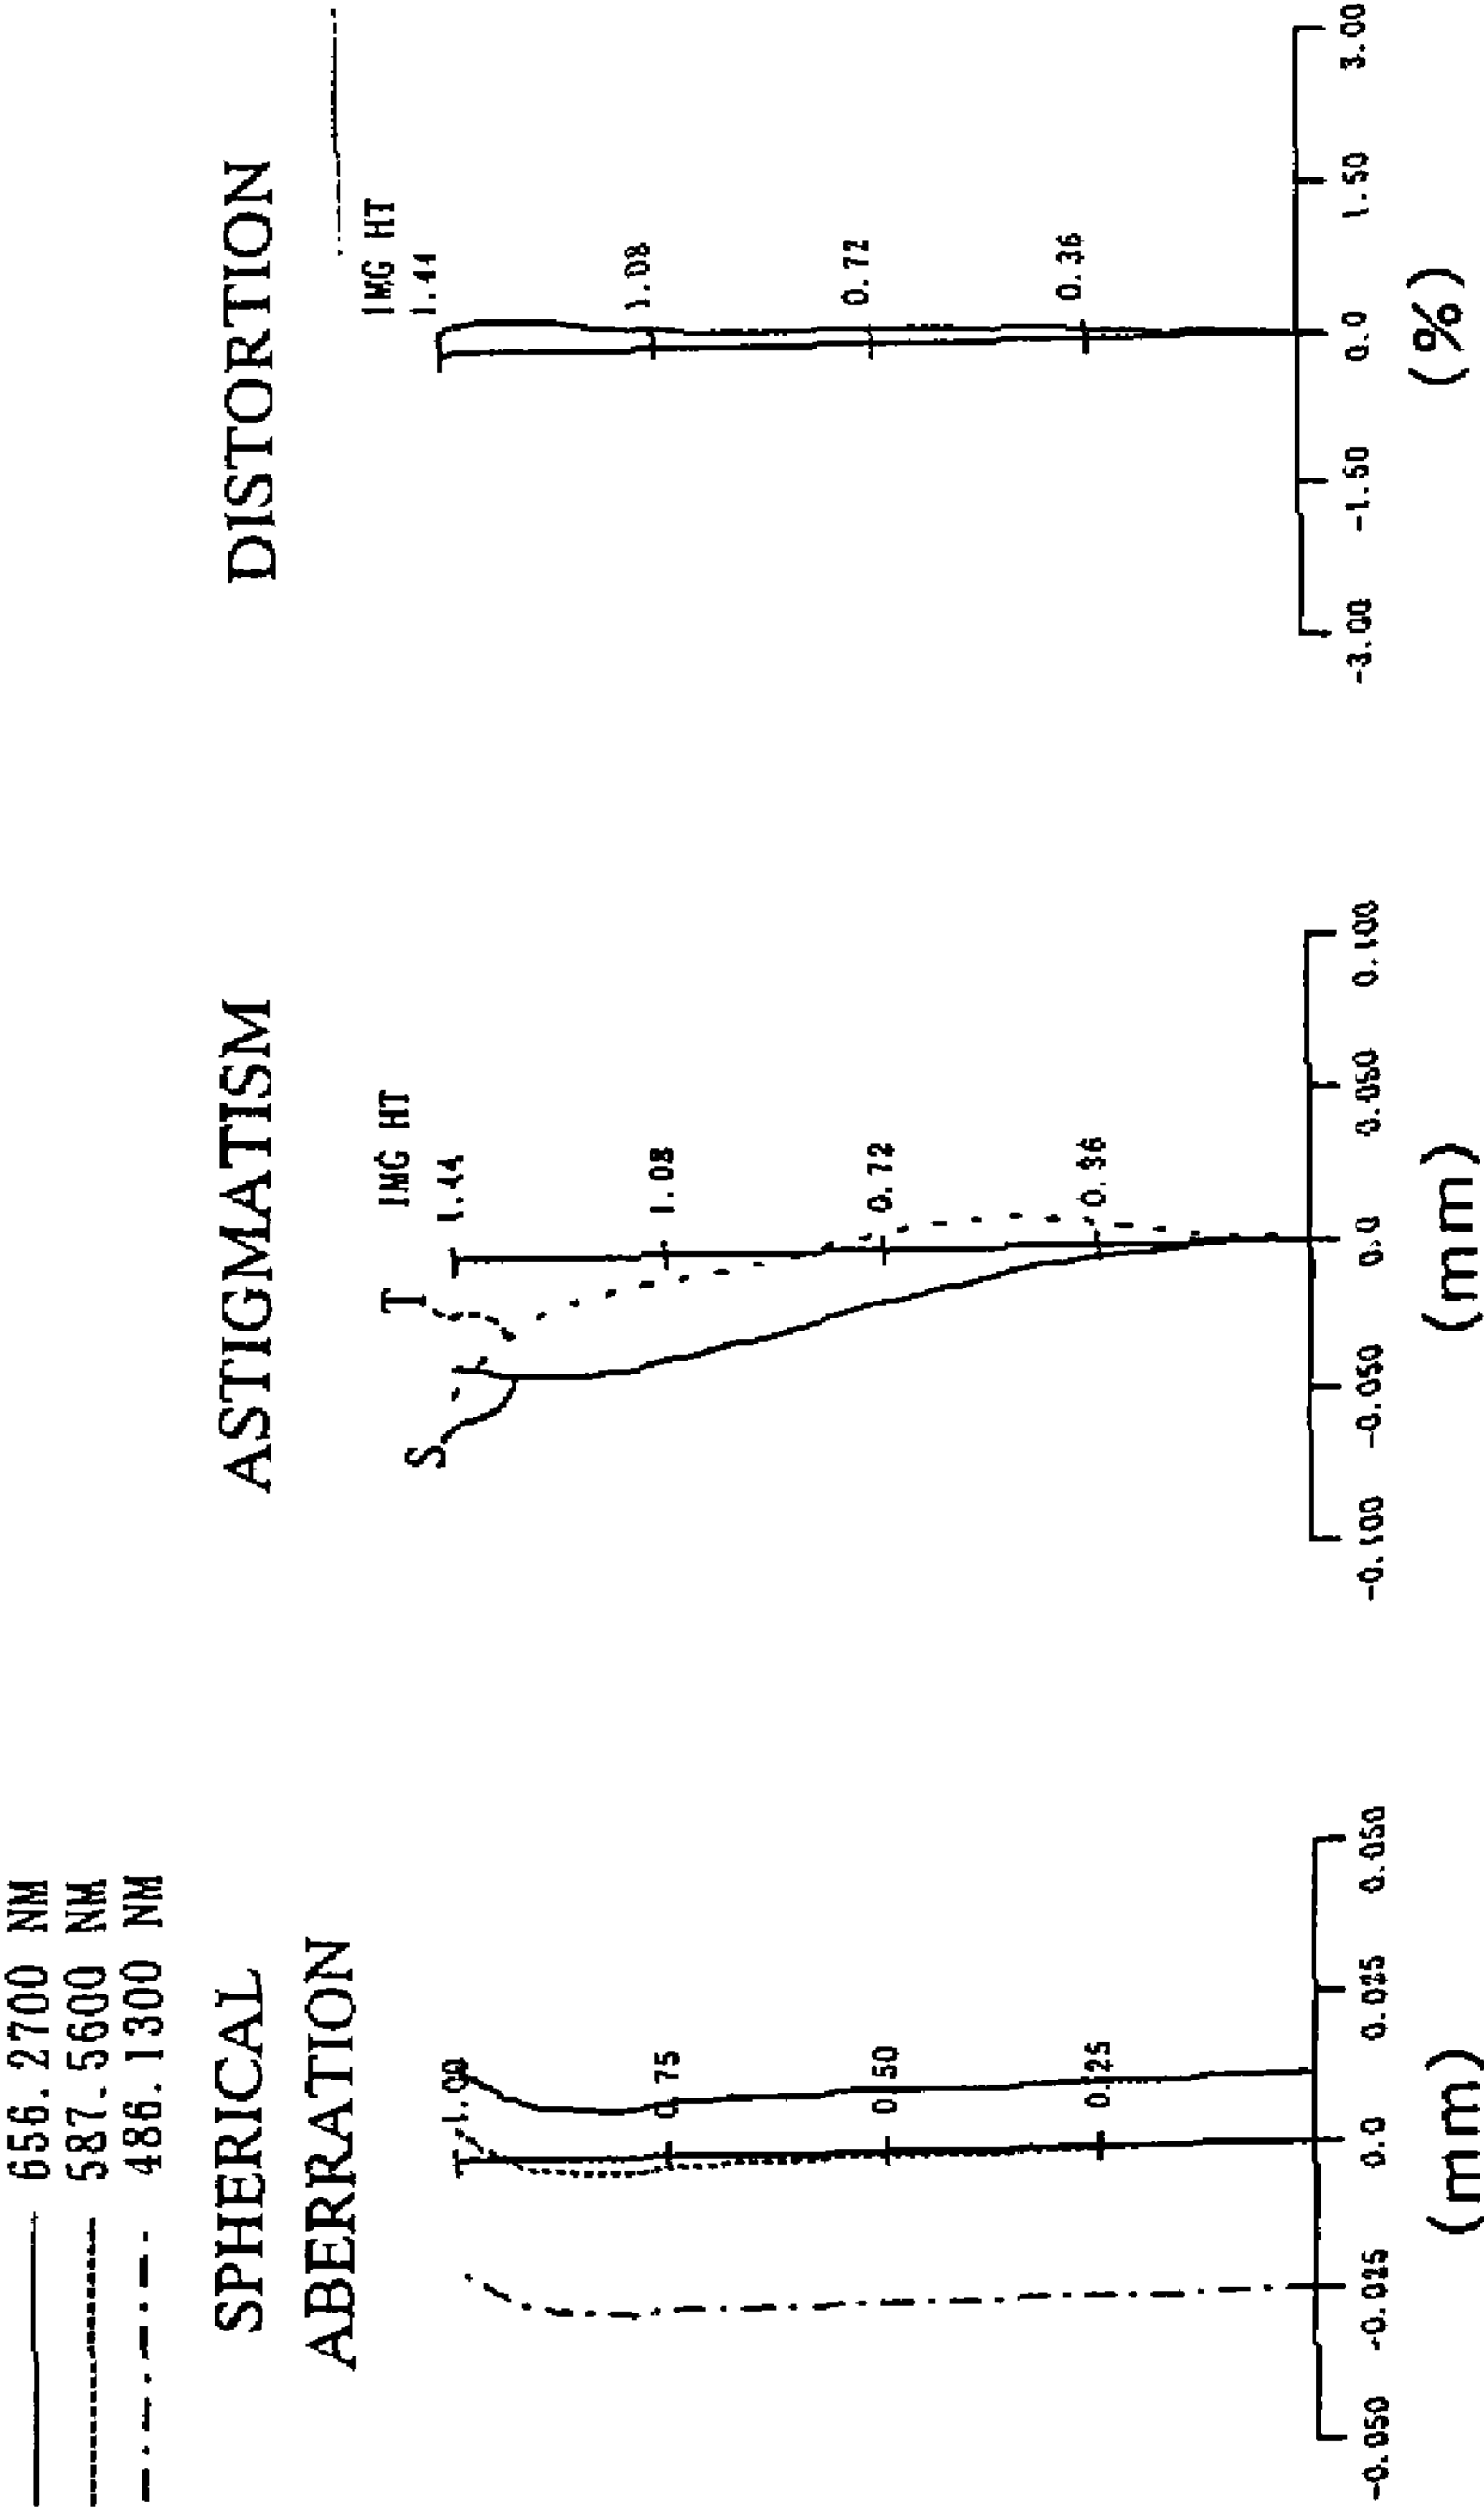 656.2700 NM
587.5600 NM
486.1300 NM
SPHERICAL
ABERRATION
1.00
0.75
0.50
0.25
-0.050
-0.025
0.0
0.025
0.050
(mm)
ASTIGMATISM
IMG HT
T
S
1.44
1.08
0.72
0.36
-0.100
-0.050
0.0
0.050
0.100
(mm)
DISTORTION
IMG HT
1.44
1.08
0.72
0.36
-3.00
-1.50
0.0
1.50
3.00
(%)